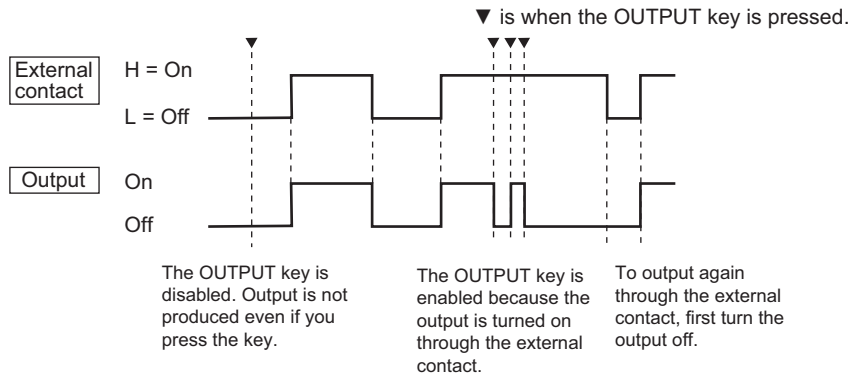 ▼ is when the OUTPUT key is pressed.
External
contact
H = On
L = Off
Output
On
Off
The OUTPUT key is
disabled. Output is not
produced even if you
press the key.
The OUTPUT key is
enabled because the
output is turned on
through the external
contact.
To output again
through the external
contact, first turn the
output off.